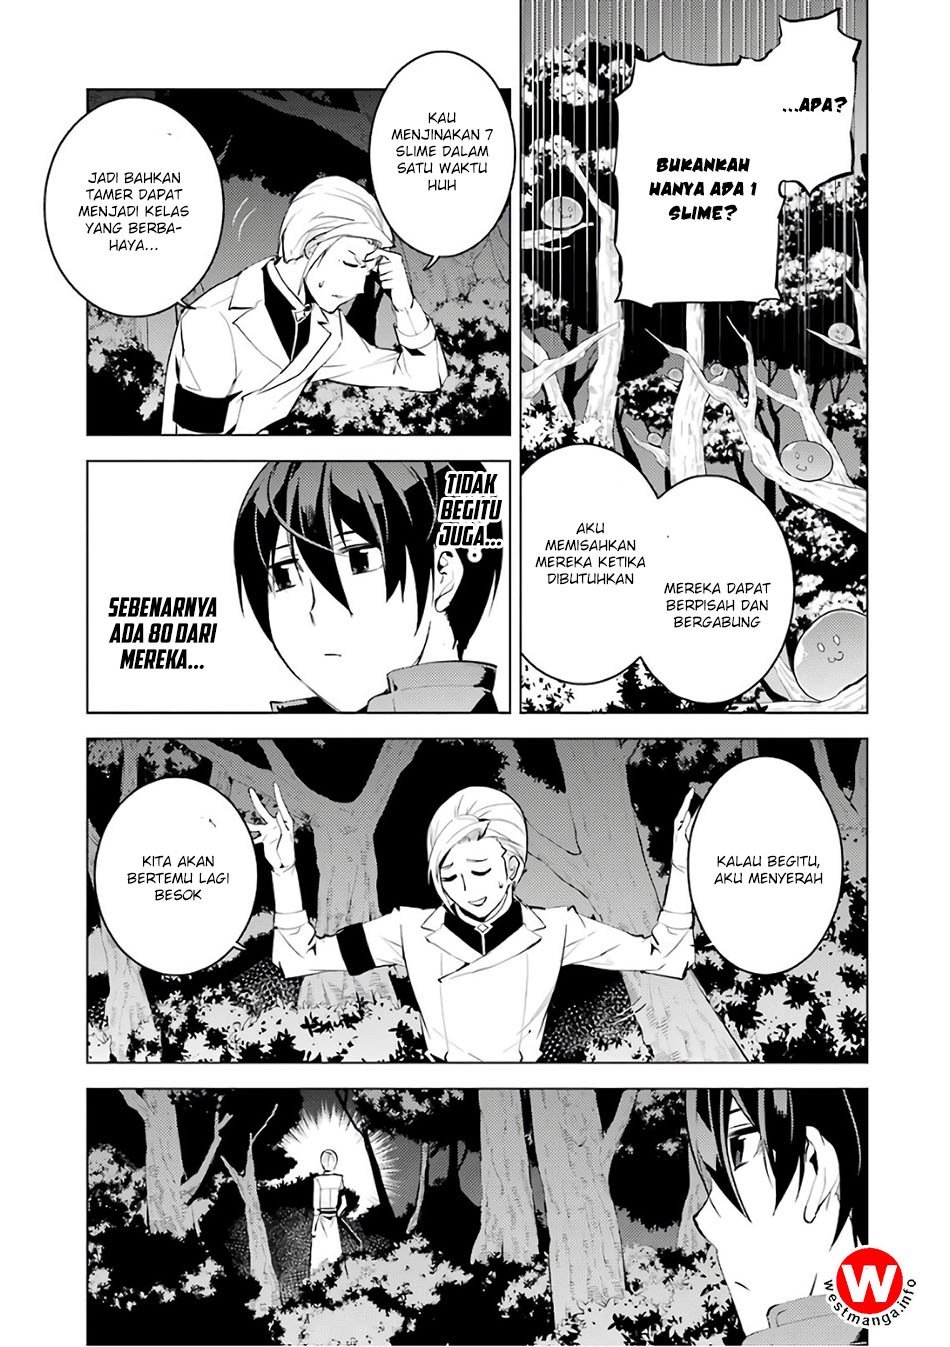 ...APA?
BUKANKAH
HANYA ADA 1
SLIME?
MEREKA DAPAT
BERPISAH DAN
BERGABUNG
AKU
MEMISAHKAN
MEREKA KETIKA
DIBUTUHKAN
KAU
MENJINAKAN 7
SLIME DALAM
SATU WAKTU
HUH
JADI BAHKAN
TAMER DAPAT
MENJADI KELAS
YANG BERBA-
HAYA...
TIDAK
BEGITU
JUGA...
SEBENARNYA
ADA 80 DARI
MEREKA...
KALAU BEGITU,
AKU MENYERAH
KITA AKAN
BERTEMU LAGI
BESOK
W
westmanga.info